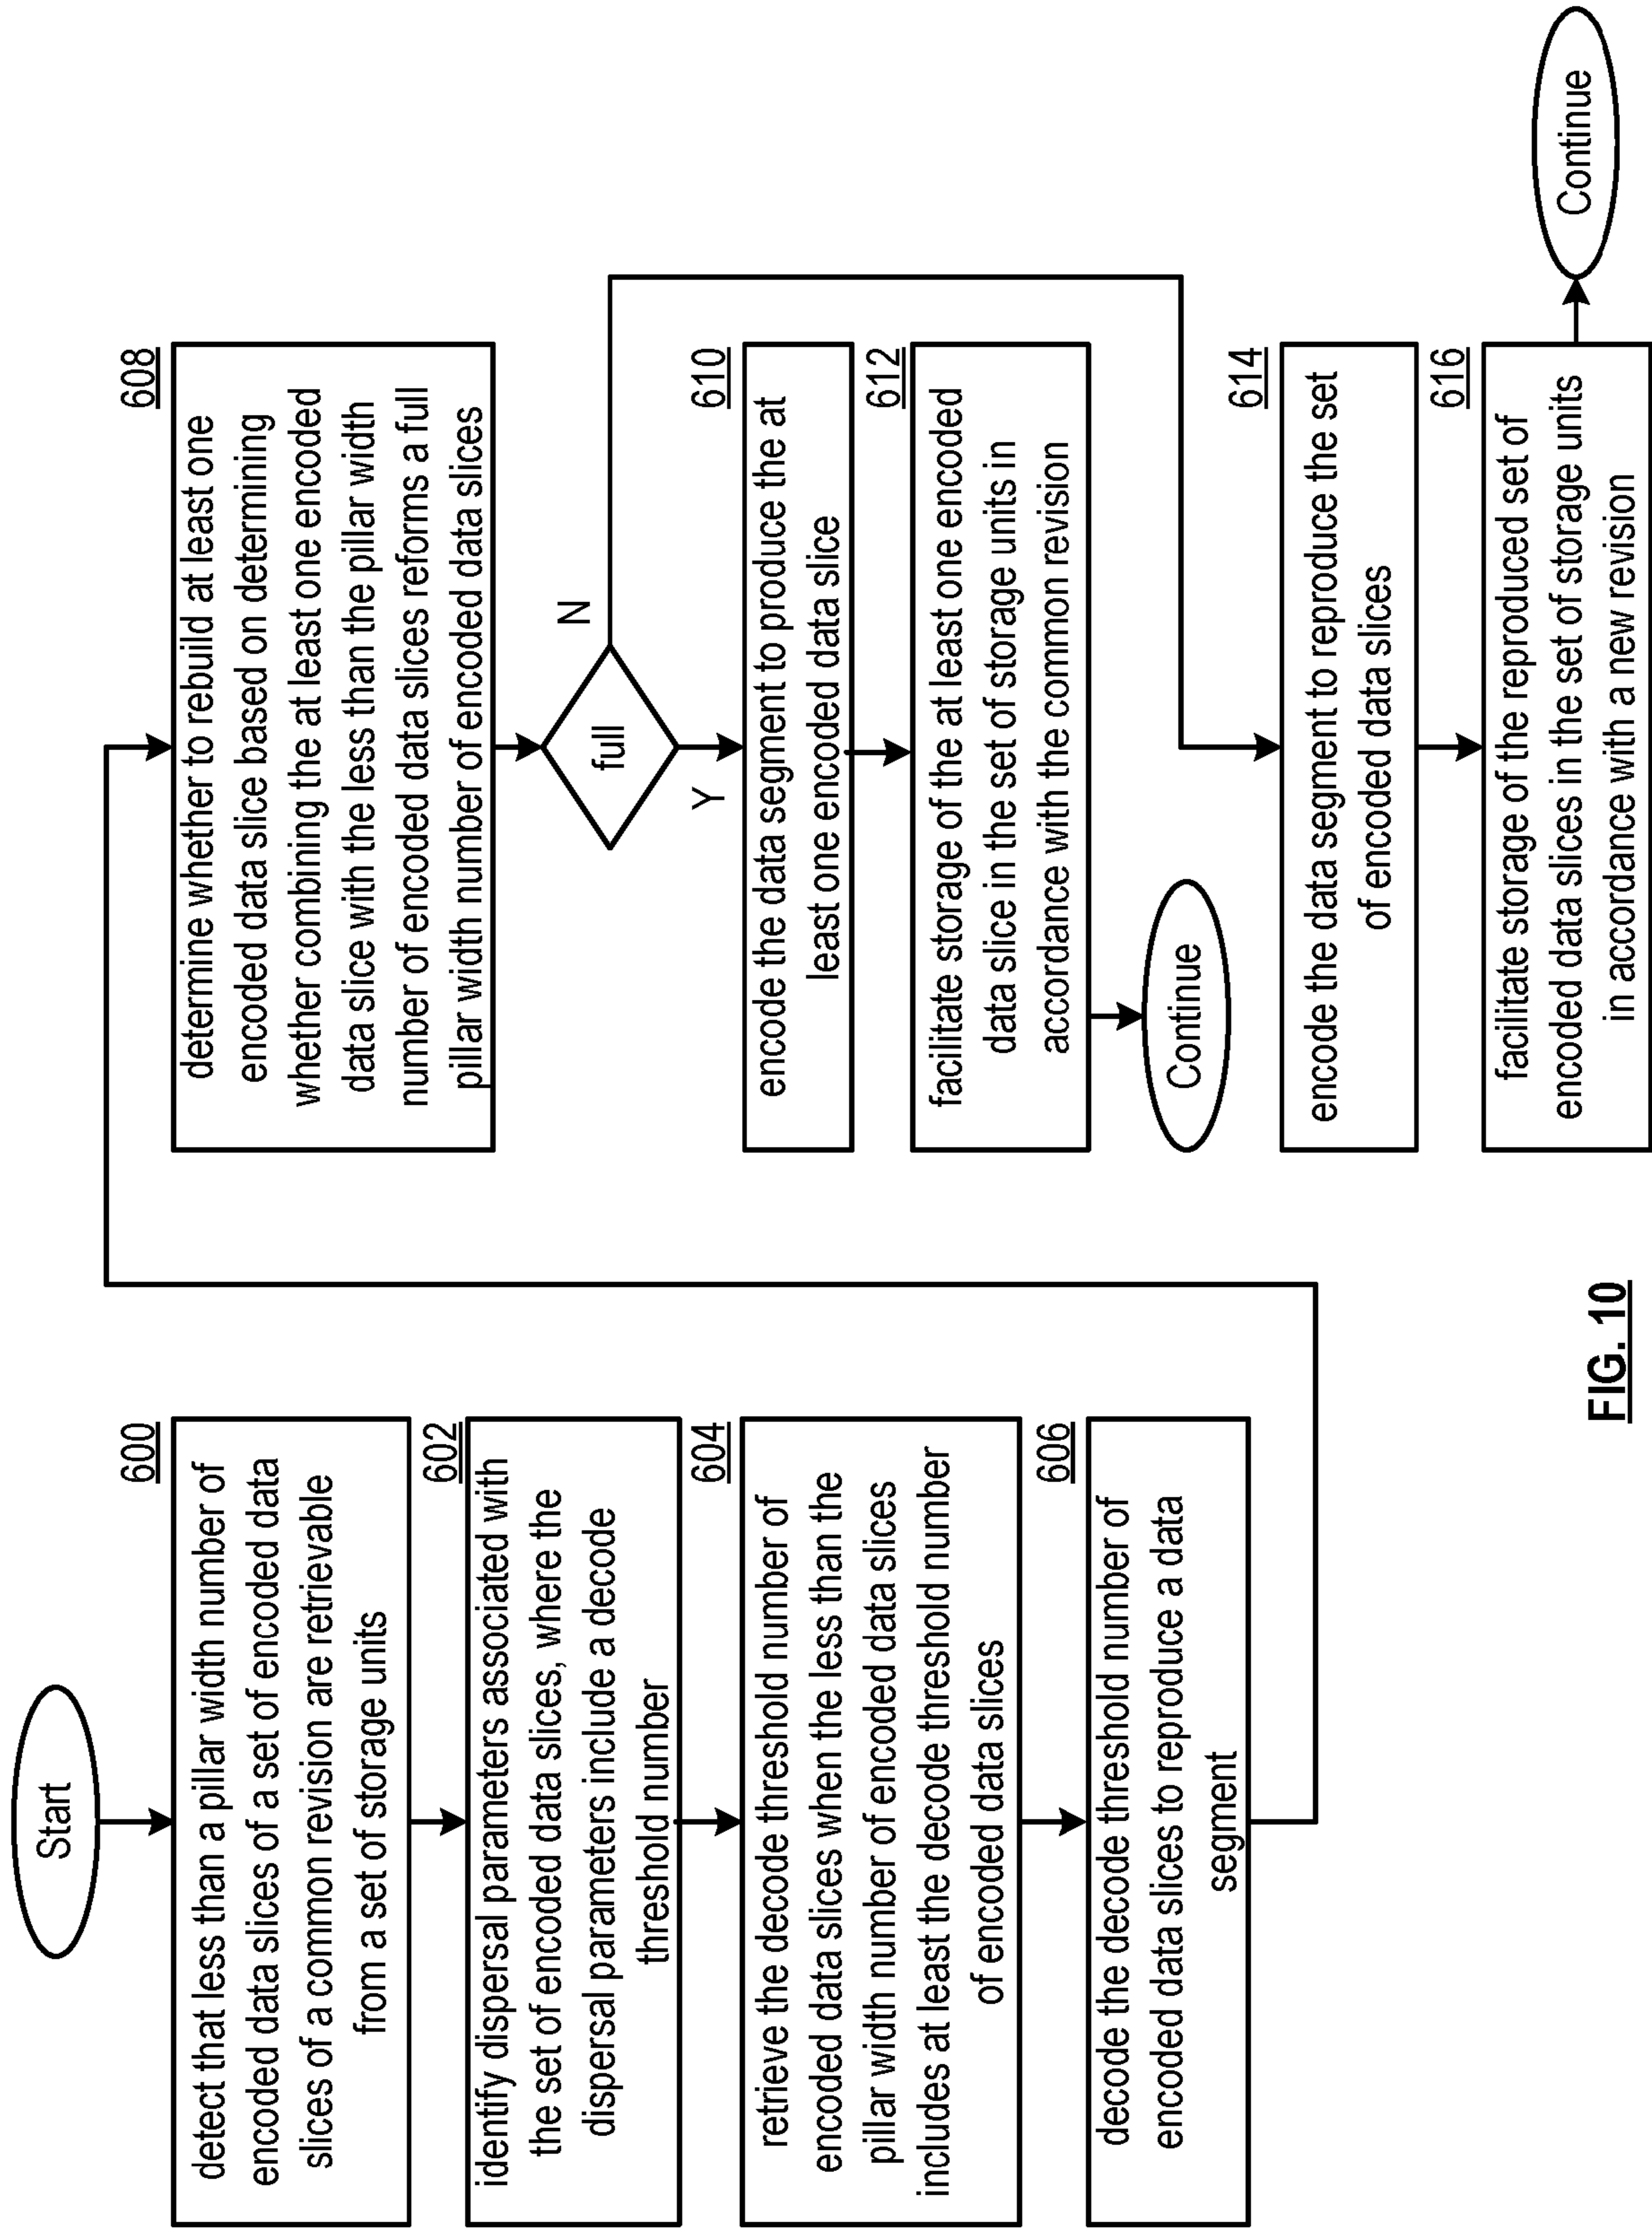 Start
600
detect that less than a pillar width number of
encoded data slices of a set of encoded data
slices of a common revision are retrievable
from a set of storage units
602
identify dispersal parameters associated with
the set of encoded data slices, where the
dispersal parameters include a decode
threshold number
604
retrieve the decode threshold number of
encoded data slices when the less than the
pillar width number of encoded data slices
includes at least the decode threshold number
of encoded data slices
606
decode the decode threshold number of
encoded data slices to reproduce a data
segment
608
determine whether to rebuild at least one
encoded data slice based on determining
whether combining the at least one encoded
data slice with the less than the pillar width
number of encoded data slices reforms a full
pillar width number of encoded data slices
full
N
Y
610
encode the data segment to produce the at
least one encoded data slice
612
facilitate storage of the at least one encoded
data slice in the set of storage units in
accordance with the common revision
Continue
614
encode the data segment to reproduce the set
of encoded data slices
616
facilitate storage of the reproduced set of
encoded data slices in the set of storage units
in accordance with a new revision
Continue
FIG. 10